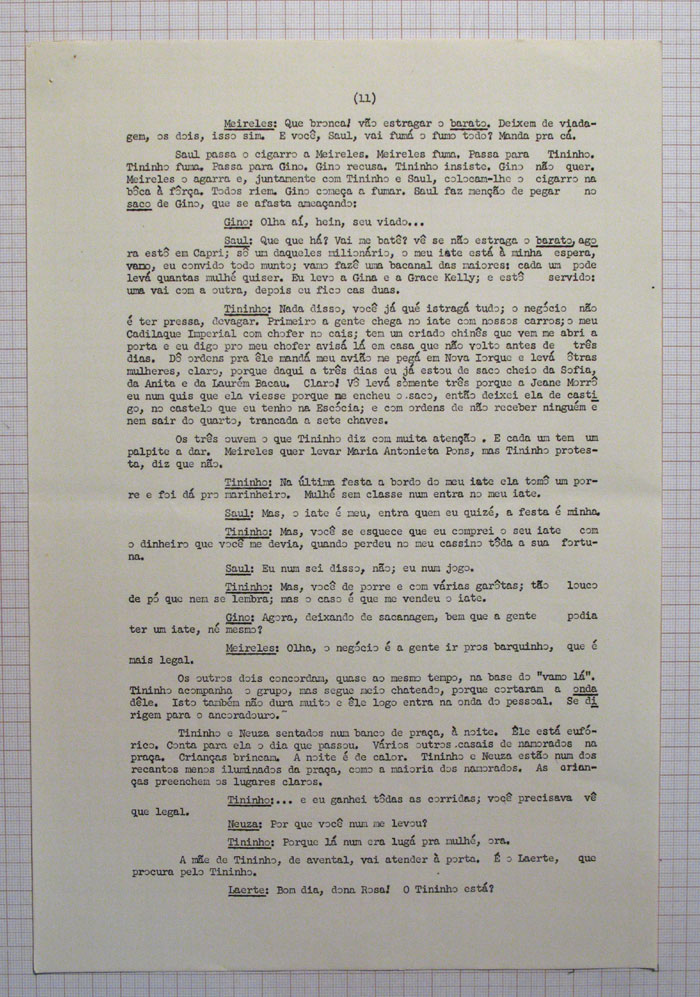 (11)
Meireles: Que bronca! vão estragar o barato. Deixem de viada-
gem, os dois, isso sim. E você, Saul, vai fumá o fumo todo? Manda pra cá.
Saul passa o cigarro a Meireles. Meireles fuma. Passa para Tininho.
Tininho fuma. Passa para Gino. Gino recusa. Tininho insiste. Gino não quer.
Meireles o agarra e, juntamente com Tininho e Saul, colocam-lhe o cigarro na
bôca à fôrça. Todos riem. Gino começa a fumar. Saul faz menção de pegar no
saco de Gino, que se afasta ameaçando:
Gino: Olha aí, hein, seu viado...
Saul: Que que há? Vai me batê? vê se não estraga o barato,ago
ra estô em Capri; sô um daqueles milionário, o meu iate está à minha espera,
vamo, eu convido todo munto; vamo fazê uma bacanal das maiores: cada um pode
levá quantas mulhé quiser. Eu levo a Gina e a Grace Kelly; e estô servido:
uma vai com a outra, depois eu fico cas duas.
Tininho: Nada disso, você já qué istragá tudo; o negócio não
é ter pressa, devagar. Primeiro a gente chega no iate com nossos carros; o meu
Cadilaque Imperial com chofer no cais; tem um criado chinês que vem me abri a
porta e eu digo pro meu chofer avisá lá em casa que não volto antes de três
dias. Dô ordens pra êle mandá meu avião me pegá em Nova Iorque e levá ôtras
mulheres, claro, porque daqui a três dias eu já estou de saco cheio da Sofia,
da Anita e da Laurém Bacau. Claro! Vô levá sòmente três porque a Jeane Morrô
eu num quis que ela viesse porque me encheu o.saco, então deixei ela de casti
go, no castelo que eu tenho na Escócia; e com ordens de não receber ninguém e
nem sair do quarto, trancada a sete chaves.
Os três ouvem o que Tininho diz com muita atenção . E cada um tem um
palpite a dar. Meireles quer levar Maria Antonieta Pons, mas Tininho protes-
ta, diz que não.
Tininho: Na última festa a bordo do meu iate ela tomô um por-
re e foi dá pro marinheiro. Mulhé sem classe num entra no meu iate.
Saul: Mas, o iate é meu, entra quem eu quizé, a festa é minha.
Tininho: Mas, você se esquece que eu comprei o seu iate com
o dinheiro que você me devia, quando perdeu no meu cassino tôda a sua fortu-
na.
Saul: Eu num sei disso, não; eu num jogo.
Tininho: Mas, você de porre e com várias garôtas; tão louco
de pó que nem se lembra; mas o caso é que me vendeu o iate.
Gino: Agora, deixando de sacanagem, bem que a gente podia
ter um iate, né mesmo?
Meireles: Olha, o negócio é a gente ir pros barquinho, que é
mais legal.
Os outros dois concordam, quase ao mesmo tempo, na base do "vamo lá".
Tininho acompanha o grupo, mas segue meio chateado, porque cortaram a onda
dêle. Isto também não dura muito e êle logo entra na onda do pessoal. Se di
rigem para o ancoradouro.
Tininho e Neuza sentados num banco de praça, à noite. Êle está eufó-
rico. Conta para ela o dia que passou. Vários outros.casais de namorados na
praça. Crianças brincam. A noite é de calor. Tininho e Neuza estão num dos
recantos menos iluminados da praça, como a maioria dos namorados. As crian-
ças preenchem os lugares claros.
Tininho:... e eu ganhei tôdas as corridas; você precisava vê
que legal.
Neuza: Por que você num me levou?
Tininho: Porque lá num era lugá pra mulhé, ora.
A mãe de Tininho, de avental, vai atender à porta. É o Laerte, que
procura pelo Tininho.
Laerte: Bom dia, dona Rosa! O Tininho está?